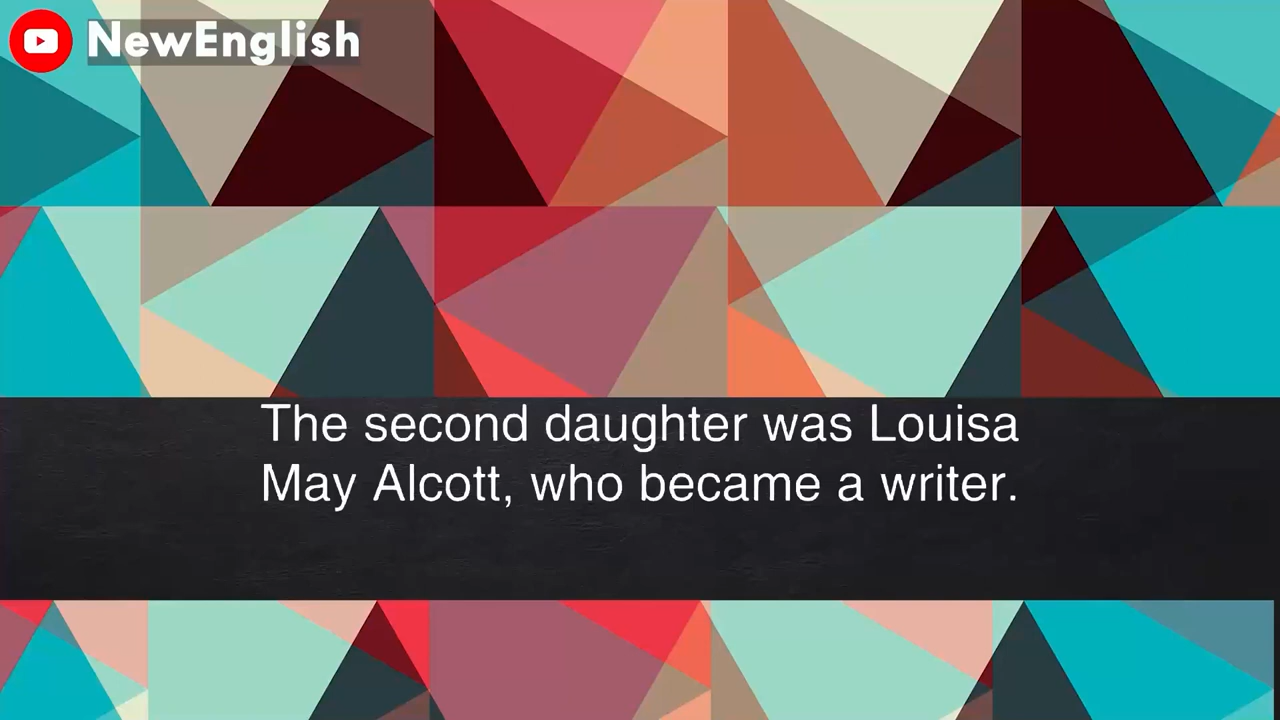 NewEnglish
The second daughter was Louisa
May Alcott, who became a writer.